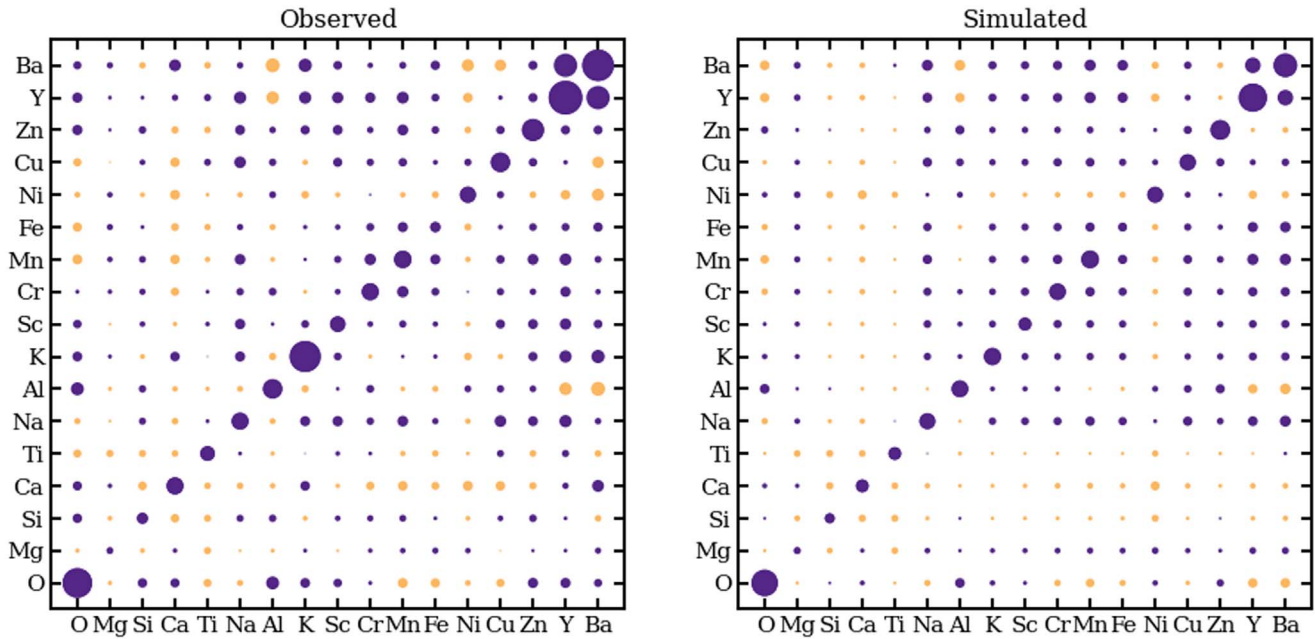 Observed
Ba
Y
Zn
Cu
Ni
Fe
Mn
Cr
Sc
K
Al
Na
Ti
Ca
Si
Mg
O
O Mg Si Ca Ti Na Al K Sc Cr Mn Fe Ni Cu Zn Y Ba
Simulated
Ba
Y
Zn
Cu
Ni
Fe
Mn
Cr
Sc
K
Al
Na
Ti
Ca
Si
Mg
O
O Mg Si Ca Ti Na Al K Sc Cr Mn Fe Ni Cu Zn Y Ba